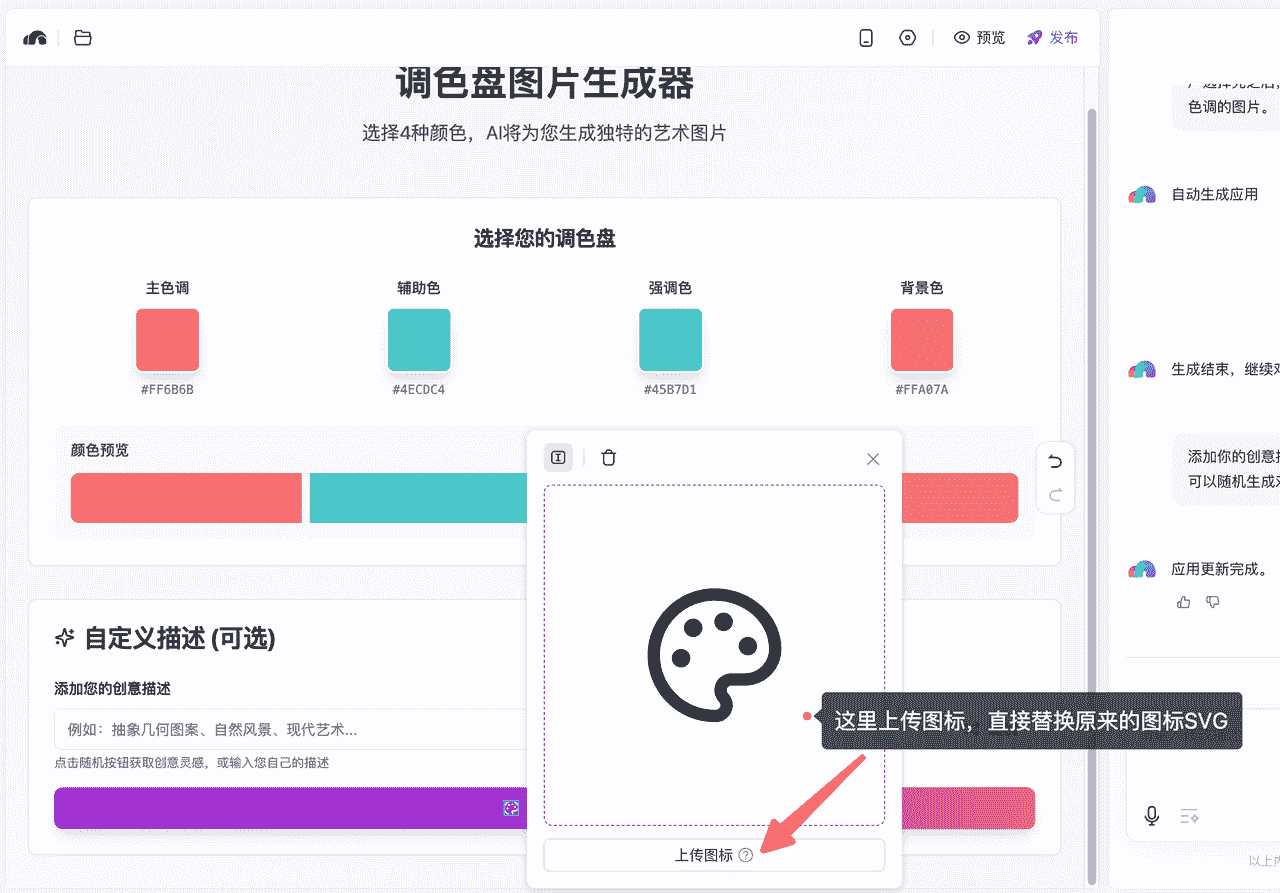 预览
发布
调色盘图片生成器
选择4种颜色，AI将为您生成独特的艺术图片
选择您的调色盘
主色调
辅助色
强调色
背景色
#FF6B6B
#4ECDC4
#45B7D1
#FFA07A
颜色预览
自定义描述 (可选)
添加您的创意描述
例如：抽象几何图案、自然风景、现代艺术...
点击随机按钮获取创意灵感，或输入您自己的描述
上传图标
这里上传图标，直接替换原来的图标SVG
色调的图片。
自动生成应用
生成结束，继续对
添加你的创意
可以随机生成
应用更新完成。
以上内